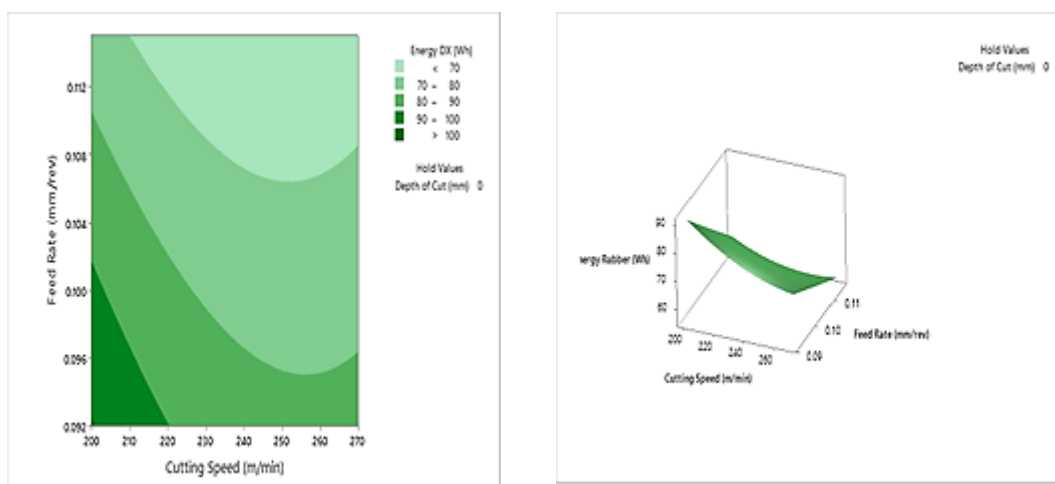 Energy DX (Wh)
< 70
70 – 80
80 – 90
90 – 100
> 100
Hold Values
Depth of Cut (mm) 0
Feed Rate (mm/rev)
0.112
0.108
0.104
0.100
0.096
0.092
200 210 220 230 240 250 260 270
Cutting Speed (m/min)
Hold Values
Depth of Cut (mm) 0
90
80
70
60
nergy Rubber (Wh)
200 220 240 260
Cutting Speed (m/min)
0.09
0.10
0.11
Feed Rate (mm/rev)